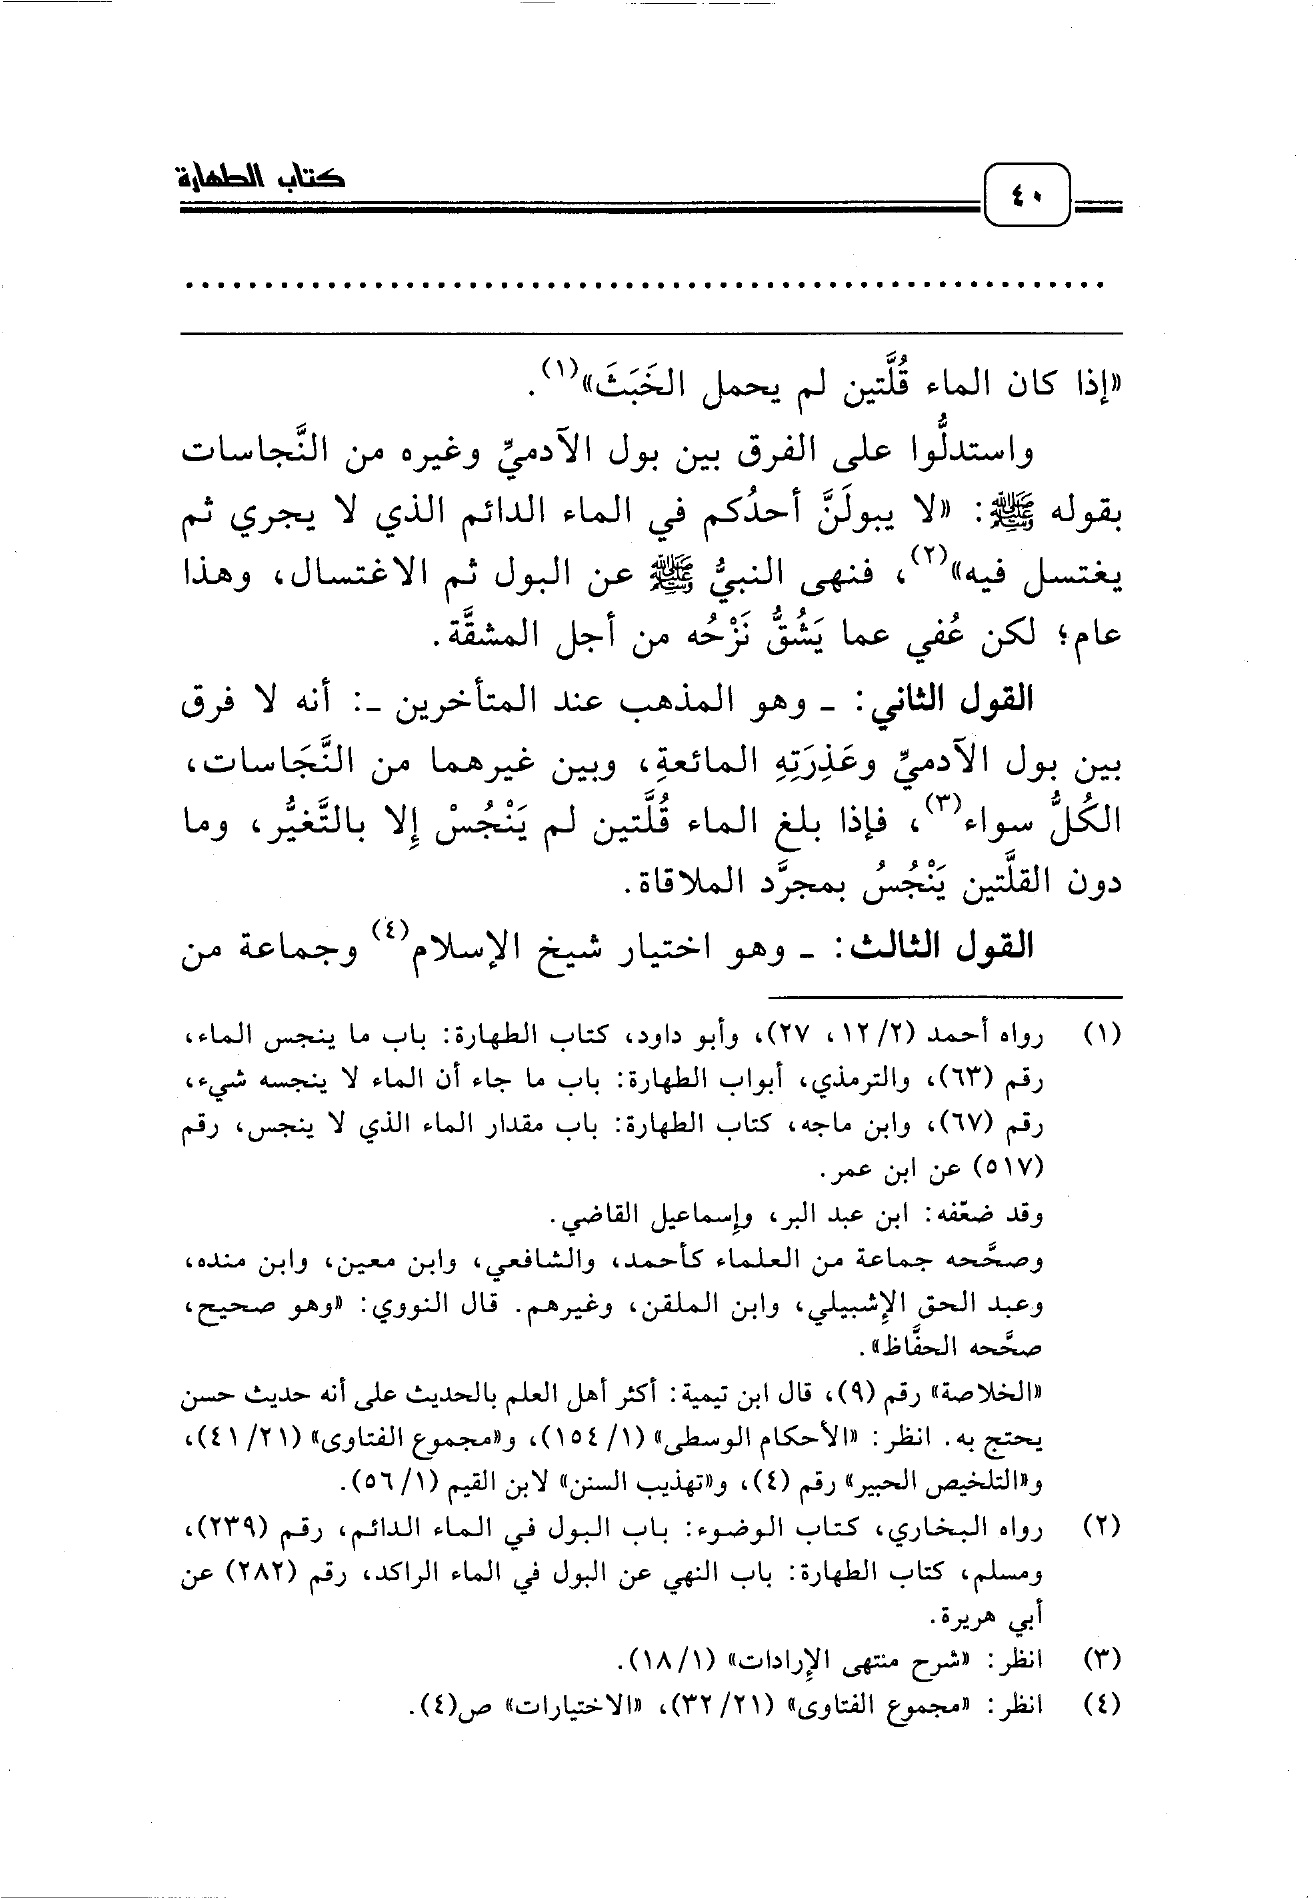 كتاب الطهارة
٤٠
«إذا كان الماء قُلَّتين لم يحمل الخَبَثَ»(١).
واستدلُّوا على الفرق بين بول الآدميِّ وغيره من النَّجاسات
بقوله ﷺ: «لا يبولَنَّ أحدُكم في الماء الدائم الذي لا يجري ثم
يغتسل فيه»(٢)، فنهى النبيُّ ﷺ عن البول ثم الاغتسال، وهذا
عام؛ لكن عُفي عما يَشُقُّ نَزْحُه من أجل المشقَّة.
القول الثاني: ـ وهو المذهب عند المتأخرين ـ: أنه لا فرق
بين بول الآدميِّ وعَذِرَتِهِ المائعةِ، وبين غيرهما من النَّجَاسات،
الكُلُّ سواء(٣)، فإذا بلغ الماء قُلَّتين لم يَنْجُسْ إلا بالتَّغيُّر، وما
دون القلَّتين يَنْجُسُ بمجرَّد الملاقاة.
القول الثالث: ـ وهو اختيار شيخ الإسلام(٤) وجماعة من
(١) رواه أحمد (٢/ ١٢، ٢٧)، وأبو داود، كتاب الطهارة: باب ما ينجس الماء،
رقم (٦٣)، والترمذي، أبواب الطهارة: باب ما جاء أن الماء لا ينجسه شيء،
رقم (٦٧)، وابن ماجه، كتاب الطهارة: باب مقدار الماء الذي لا ينجس، رقم
(٥١٧) عن ابن عمر.
وقد ضعّفه: ابن عبد البر، وإسماعيل القاضي.
وصحَّحه جماعة من العلماء كأحمد، والشافعي، وابن معين، وابن منده،
وعبد الحق الإشبيلي، وابن الملقن، وغيرهم. قال النووي: «وهو صحيح،
صحَّحه الحفَّاظ».
«الخلاصة» رقم (٩)، قال ابن تيمية: أكثر أهل العلم بالحديث على أنه حديث حسن
يحتج به. انظر: «الأحكام الوسطى» (١/ ١٥٤)، و«مجموع الفتاوى» (٢١/ ٤١)،
و«التلخيص الحبير» رقم (٤)، و«تهذيب السنن» لابن القيم (١/ ٥٦).
(٢) رواه البخاري، كتاب الوضوء: باب البول في الماء الدائم، رقم (٢٣٩)،
ومسلم، كتاب الطهارة: باب النهي عن البول في الماء الراكد، رقم (٢٨٢) عن
أبي هريرة.
(٣) انظر: «شرح منتهى الإرادات» (١/ ١٨).
(٤) انظر: «مجموع الفتاوى» (٢١/ ٣٢)، «الاختيارات» ص(٤).